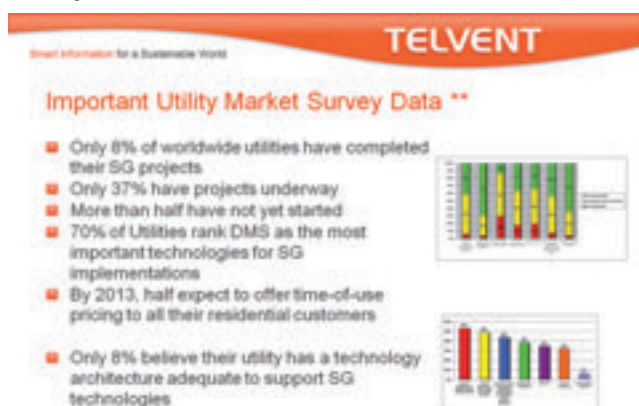 TELVENT
Smart Information for a Sustainable World
Important Utility Market Survey Data **
Only 8% of worldwide utilities have completed
their SG projects
Only 37% have projects underway
More than half have not yet started
70% of Utilities rank DMS as the most
important technologies for SG
implementations
By 2013, half expect to offer time-of-use
pricing to all their residential customers
Only 8% believe their utility has a technology
architecture adequate to support SG
technologies